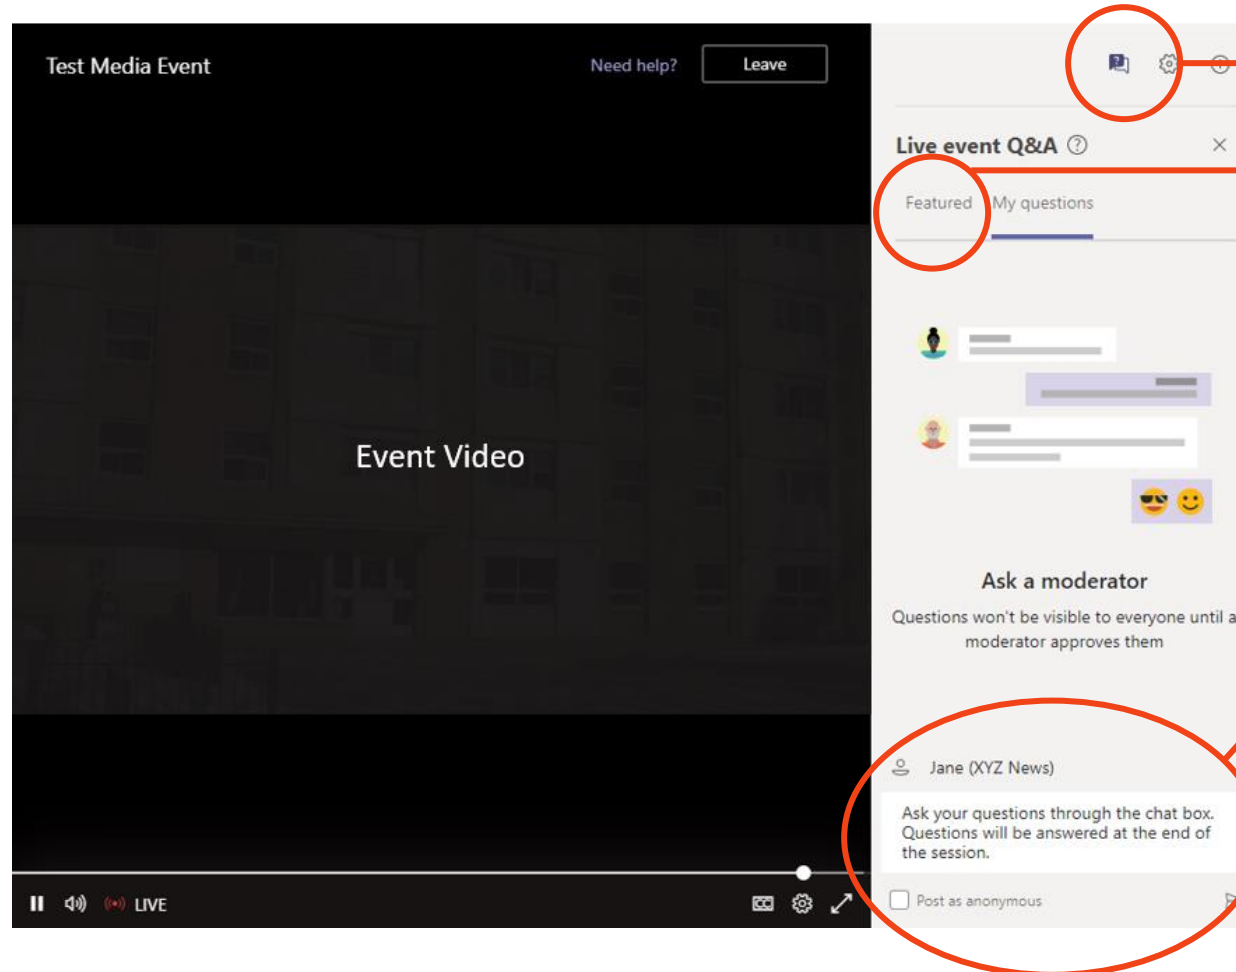 Test Media Event
Need help?
Leave
Live event Q&A
Featured
My questions
Event Video
Ask a moderator
Questions won't be visible to everyone until a
moderator approves them
Jane (XYZ News)
Ask your questions through the chat box.
Questions will be answered at the end of
the session.
Post as anonymous
LIVE
CC